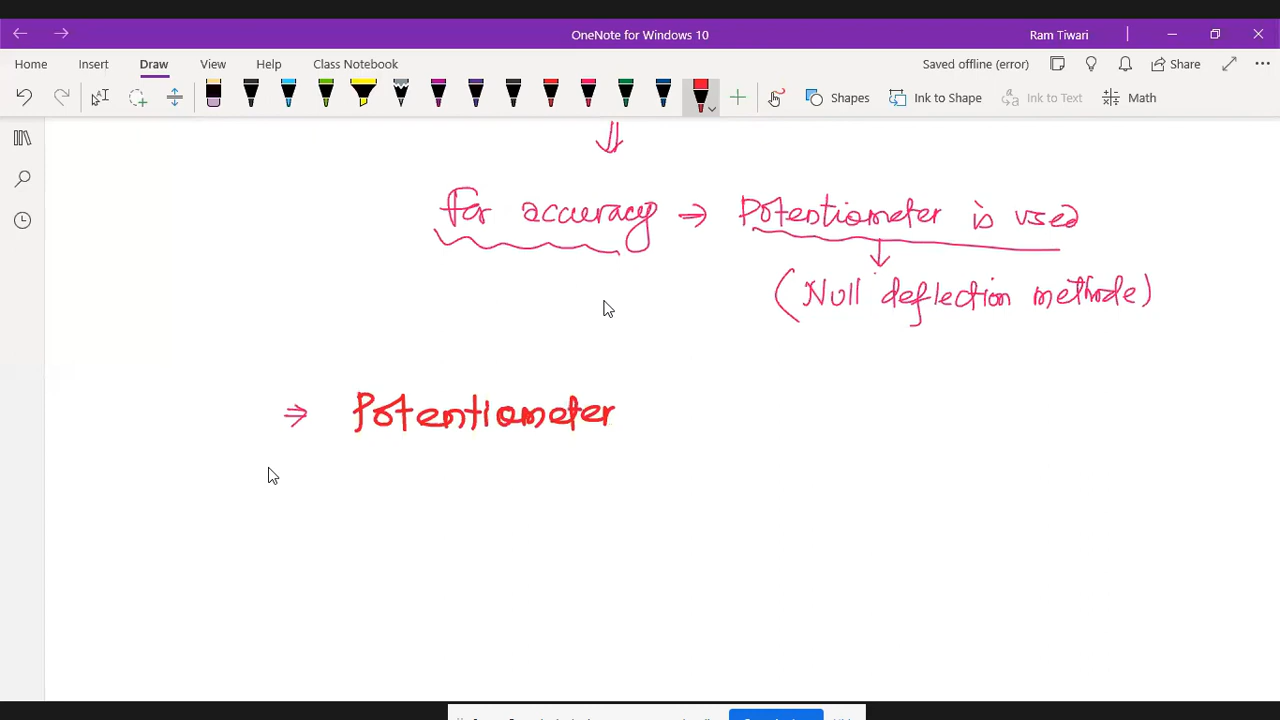 OneNote for Windows 10
Ram Tiwari
Home Insert Draw View Help Class Notebook
Saved offline (error) Share
Shapes Ink to Shape Ink to Text Math
for accuracy ⇒ Potentiometer is used
(Null deflection methode)
⇒ Potentiometer